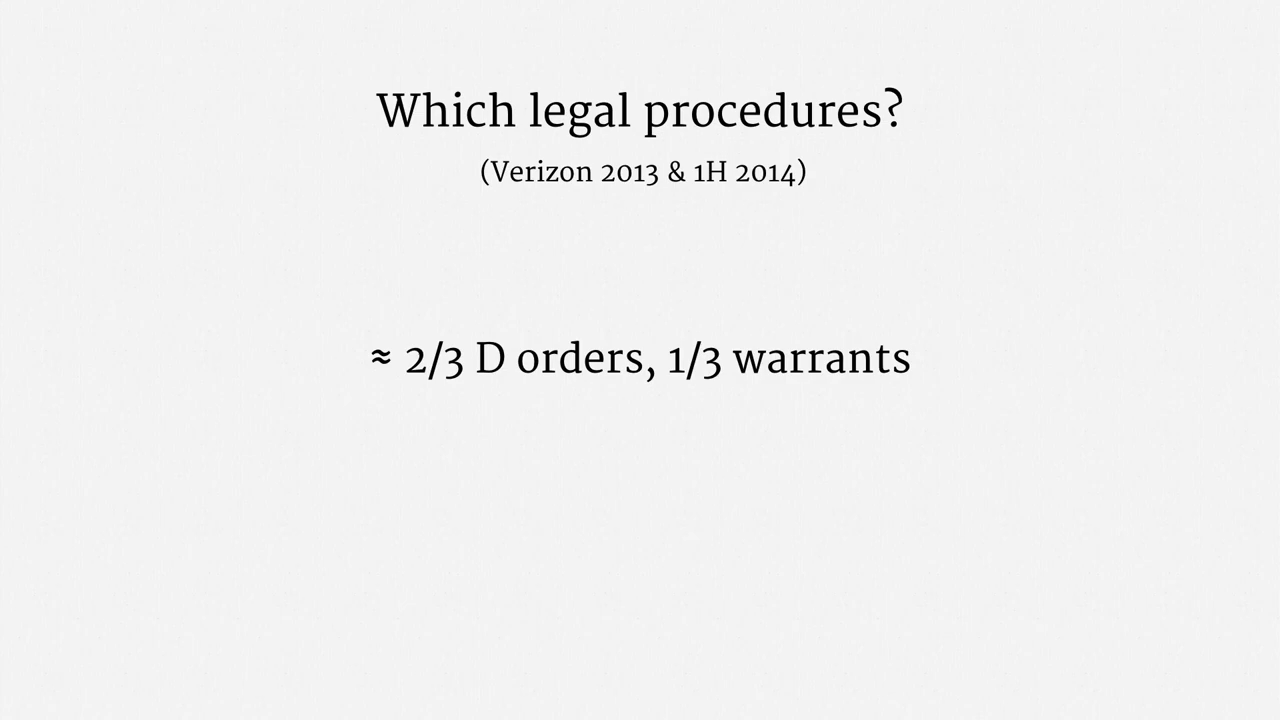 Which legal procedures?
(Verizon 2013 & 1H 2014)
≈ 2/3 D orders, 1/3 warrants